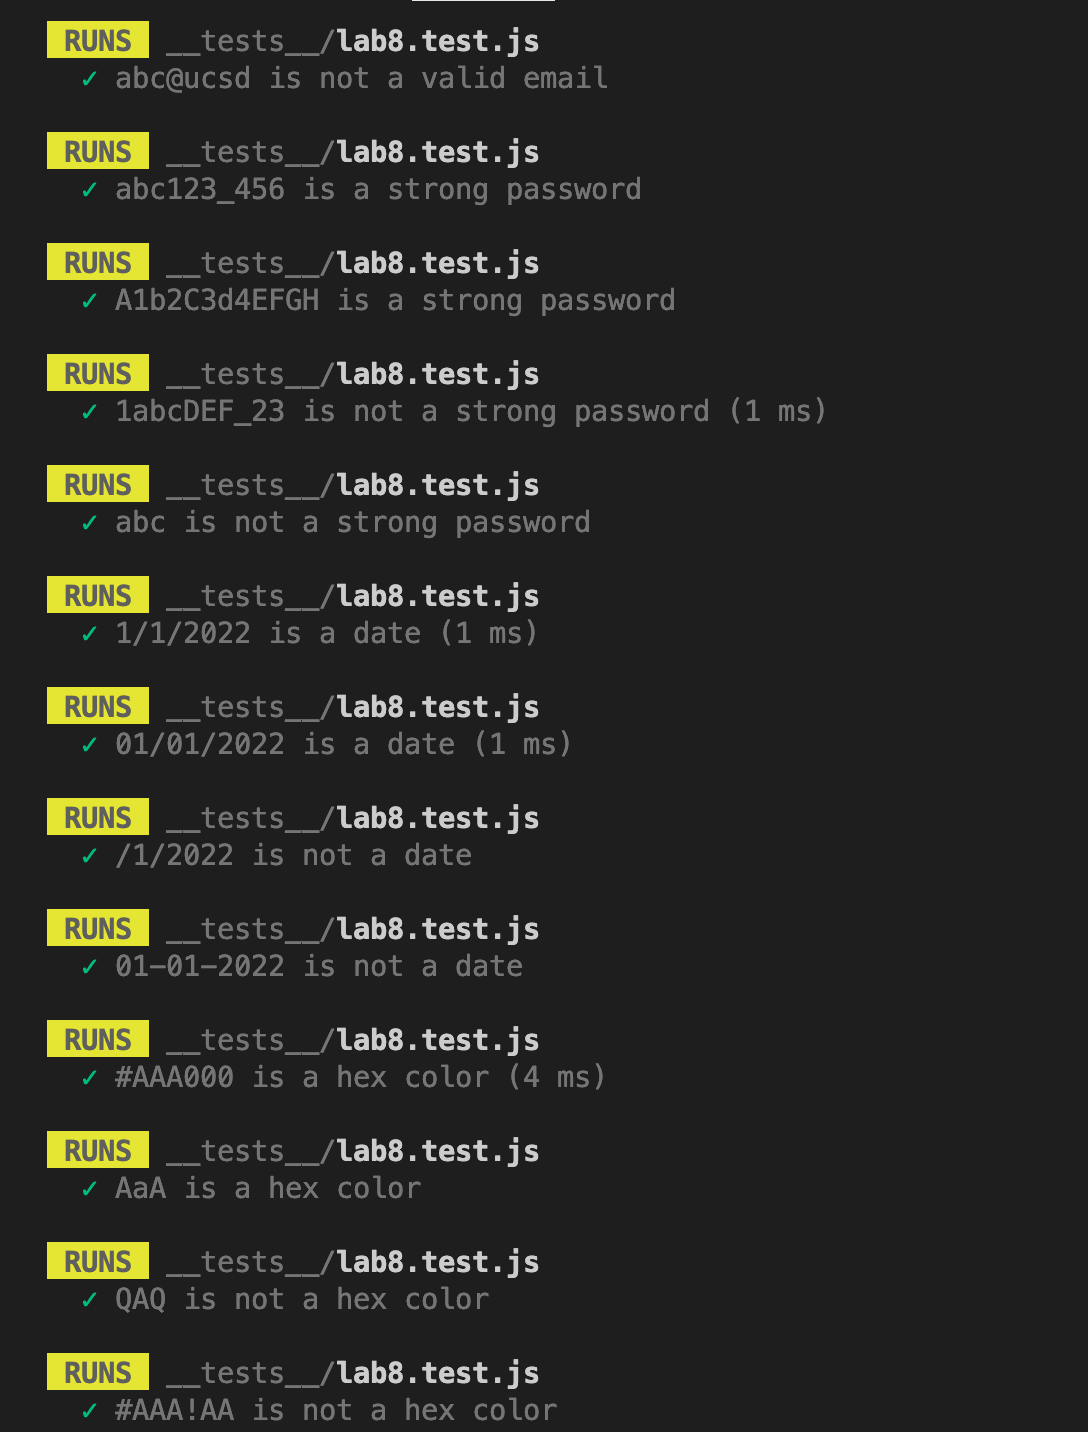 RUNS __tests__/lab8.test.js
✓ abc@ucsd is not a valid email
RUNS __tests__/lab8.test.js
✓ abc123_456 is a strong password
RUNS __tests__/lab8.test.js
✓ A1b2C3d4EFGH is a strong password
RUNS __tests__/lab8.test.js
✓ 1abcDEF_23 is not a strong password (1 ms)
RUNS __tests__/lab8.test.js
✓ abc is not a strong password
RUNS __tests__/lab8.test.js
✓ 1/1/2022 is a date (1 ms)
RUNS __tests__/lab8.test.js
✓ 01/01/2022 is a date (1 ms)
RUNS __tests__/lab8.test.js
✓ /1/2022 is not a date
RUNS __tests__/lab8.test.js
✓ 01-01-2022 is not a date
RUNS __tests__/lab8.test.js
✓ #AAA000 is a hex color (4 ms)
RUNS __tests__/lab8.test.js
✓ AaA is a hex color
RUNS __tests__/lab8.test.js
✓ QAQ is not a hex color
RUNS __tests__/lab8.test.js
✓ #AAA!AA is not a hex color